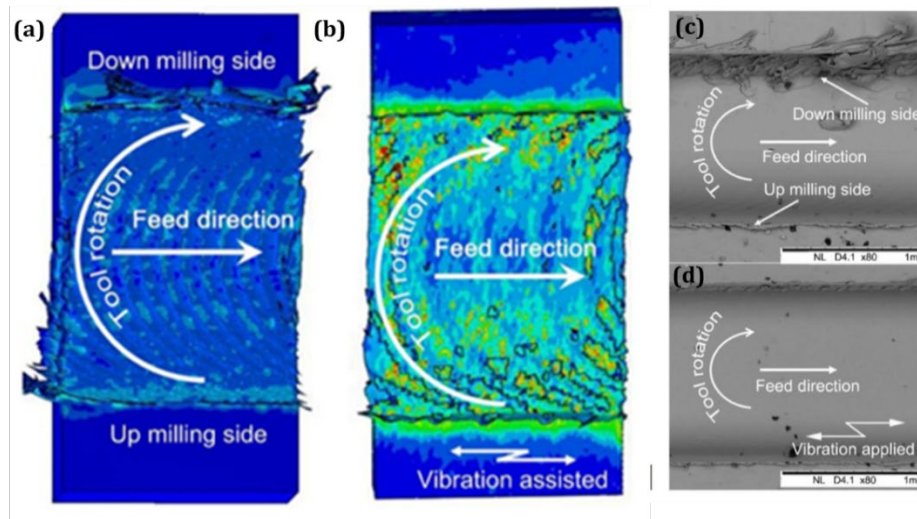 (a)
Down milling side
Tool rotation
Feed direction
Up milling side
(b)
Tool rotation
Feed direction
Vibration assisted
(c)
Tool rotation
Down milling side
Feed direction
Up milling side
NL D4.1 x80 1m
(d)
Tool rotation
Feed direction
Vibration applied
NL D4.1 x80 1m